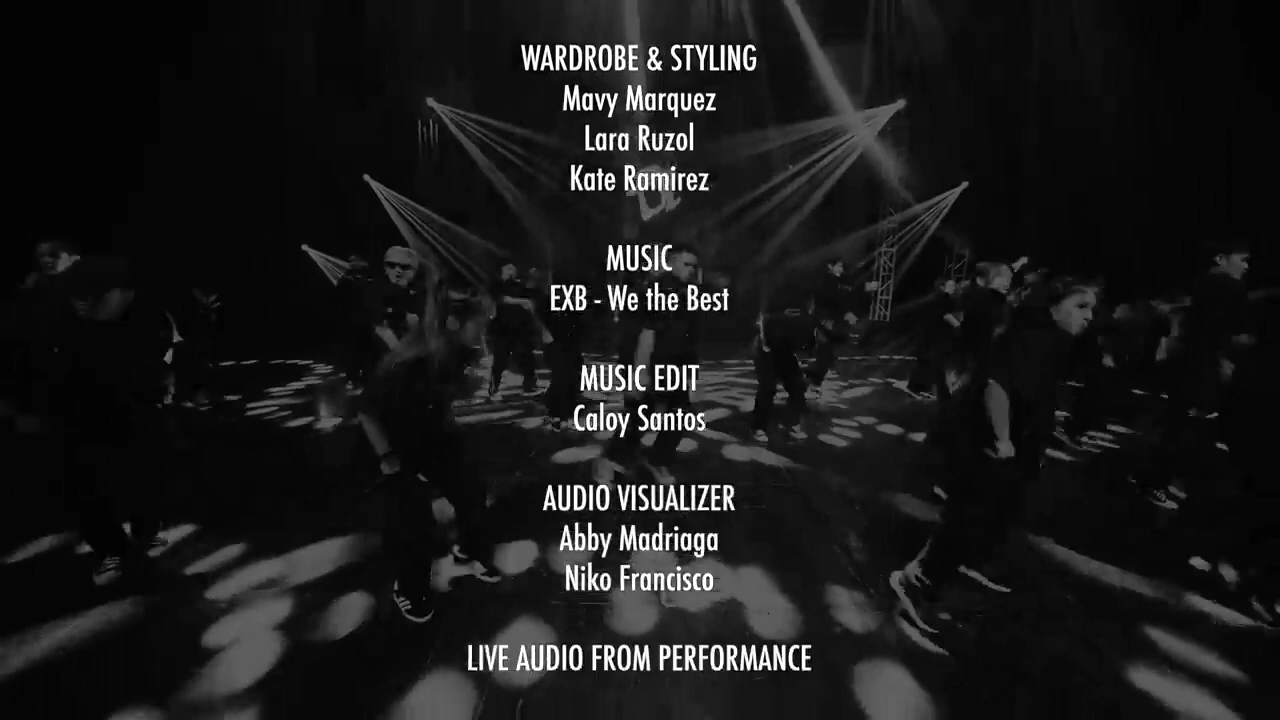 WARDROBE & STYLING
Mavy Marquez
Lara Ruzol
Kate Ramirez
MUSIC
EXB - We the Best
MUSIC EDIT
Caloy Santos
AUDIO VISUALIZER
Abby Madriaga
Niko Francisco
LIVE AUDIO FROM PERFORMANCE